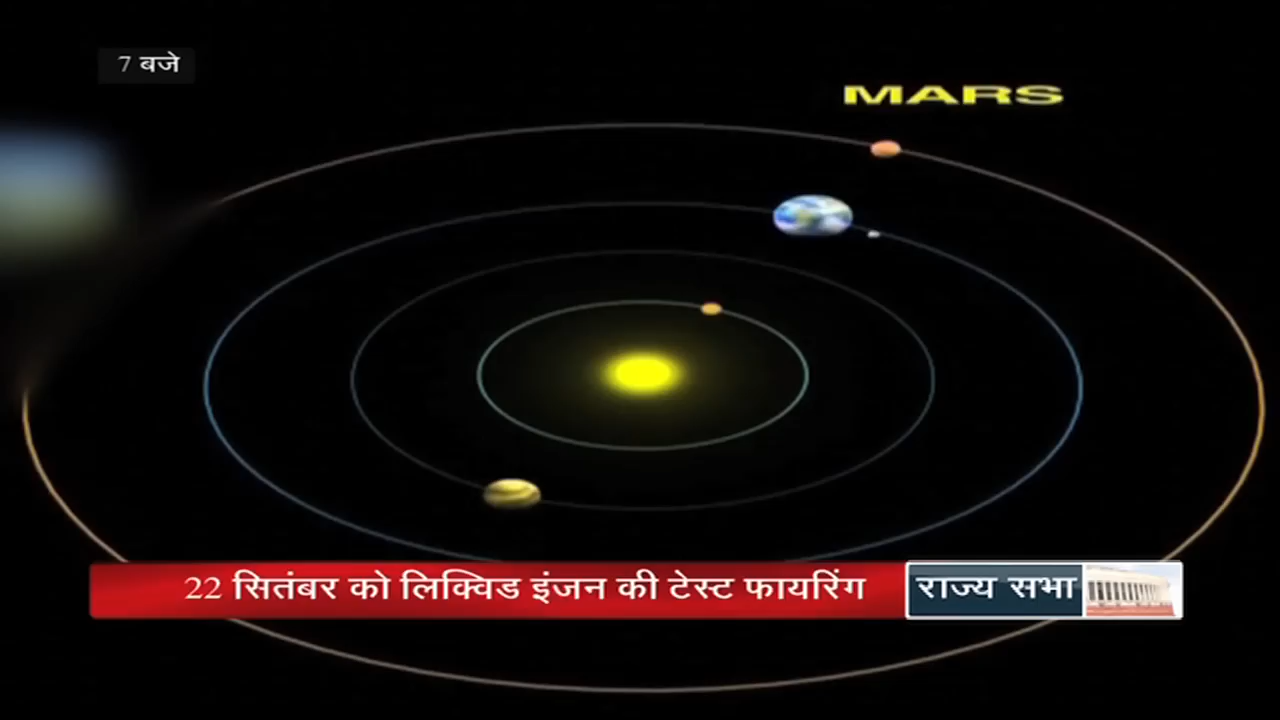 7 बजे
MARS
22 सितंबर को लिक्विड इंजन की टेस्ट फायरिंग
राज्य सभा